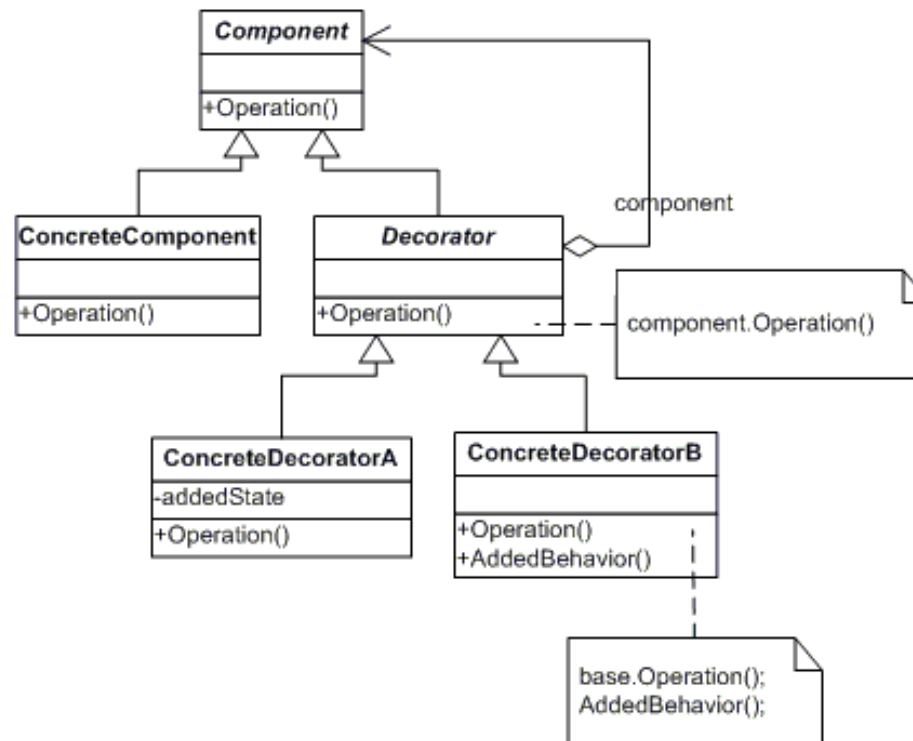 Component
+Operation()
component
ConcreteComponent
+Operation()
Decorator
+Operation()
component.Operation()
ConcreteDecoratorA
-addedState
+Operation()
ConcreteDecoratorB
+Operation()
+AddedBehavior()
base.Operation();
AddedBehavior();